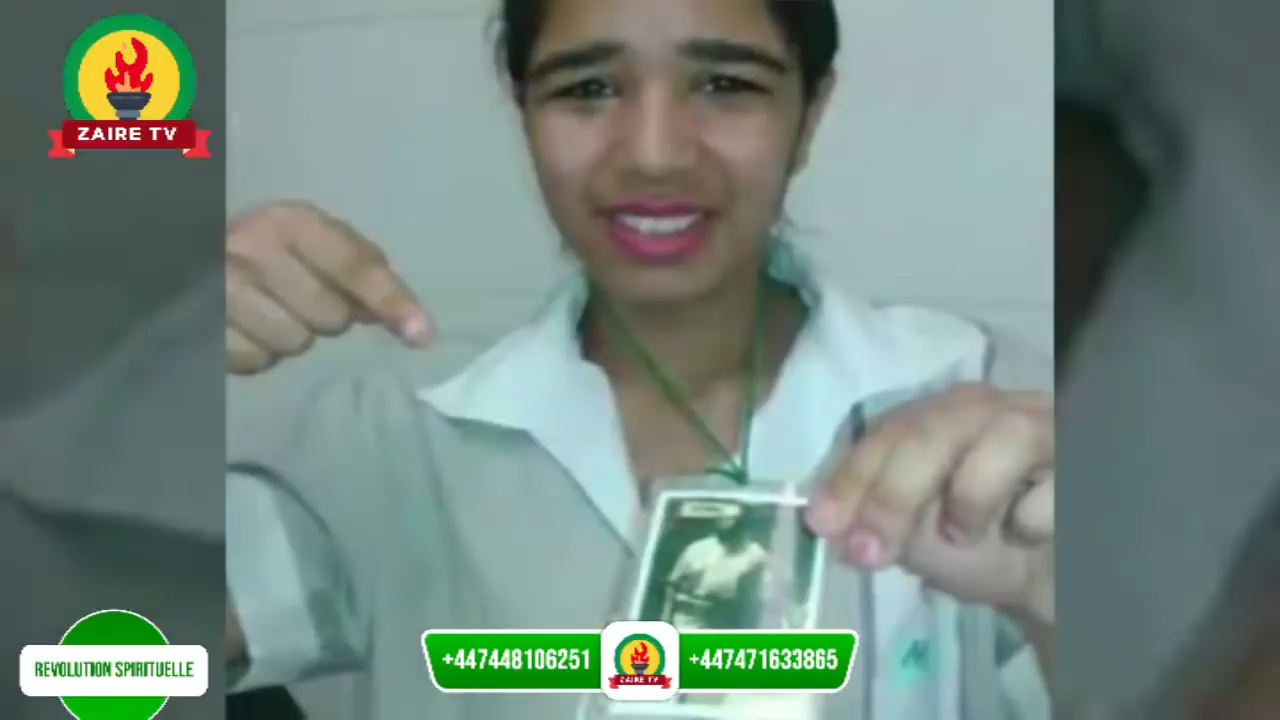 ZAIRE TV
REVOLUTION SPIRITUELLE
+447448106251
ZAIRE TV
+447471633865